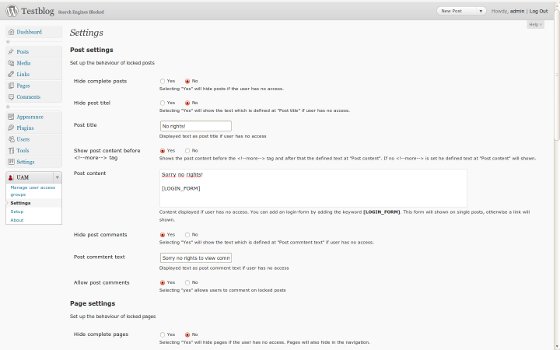 Testblog Search Engines Blocked
New Post Howdy, admin | Log Out
Help
Dashboard
Posts
Media
Links
Pages
Comments
Appearance
Plugins
Users
Tools
Settings
UAM
Manage user access
groups
Settings
Setup
About
Settings
Post settings
Set up the behaviour of locked posts
Hide complete posts Yes No
Selecting "Yes" will hide posts if the user has no access.
Hide post titel Yes No
Selecting "Yes" will show the text which is defined at "Post title" if user has no access.
Post title No rights!
Displayed text as post title if user has no access
Show post content before Yes No
<!--more--> tag Shows the post content before the <!--more--> tag and after that the defined text at "Post content". If no <!--more--> is set he defined text at "Post content" will shown.
Post content Sorry no rights!
[LOGIN_FORM]
Content displayed if user has no access. You can add on login-form by adding the keyword [LOGIN_FORM]. This form will shown on single posts, otherwise a link will
shown.
Hide post comments Yes No
Selecting "Yes" will show the text which is defined at "Post commtent text" if user has no access.
Post commtent text Sorry no rights to view comm
Displayed text as post comment text if user has no access
Allow post comments Yes No
Selecting "yes" allows users to comment on locked posts
Page settings
Set up the behaviour of locked pages
Hide complete pages Yes No
Selecting "Yes" will hide pages if the user has no access. Pages will also hide in the navigation.